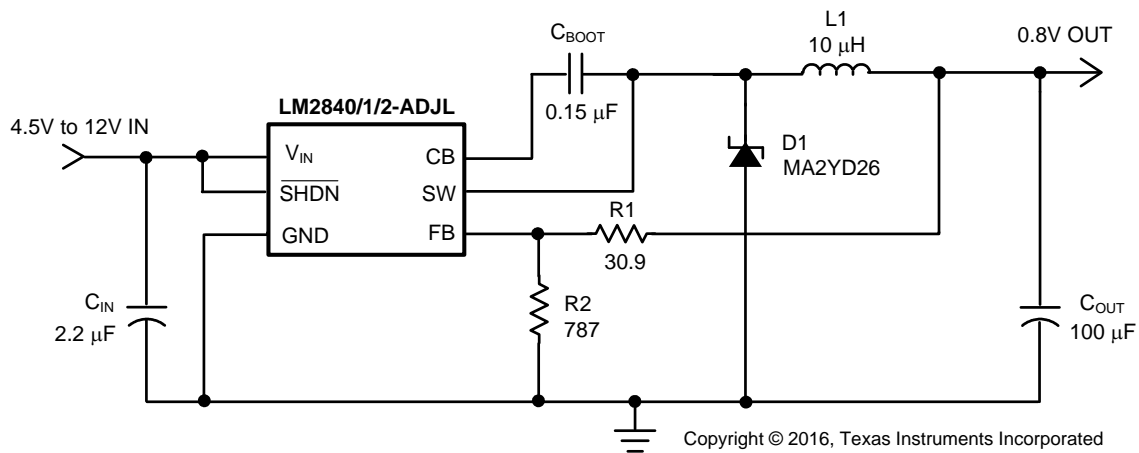 L1
10 μH
0.8V OUT
C_BOOT
0.15 μF
LM2840/1/2-ADJL
4.5V to 12V IN
V_IN
CB
SHDN
SW
GND
FB
D1
MA2YD26
R1
30.9
C_IN
2.2 μF
R2
787
C_OUT
100 μF
Copyright © 2016, Texas Instruments Incorporated